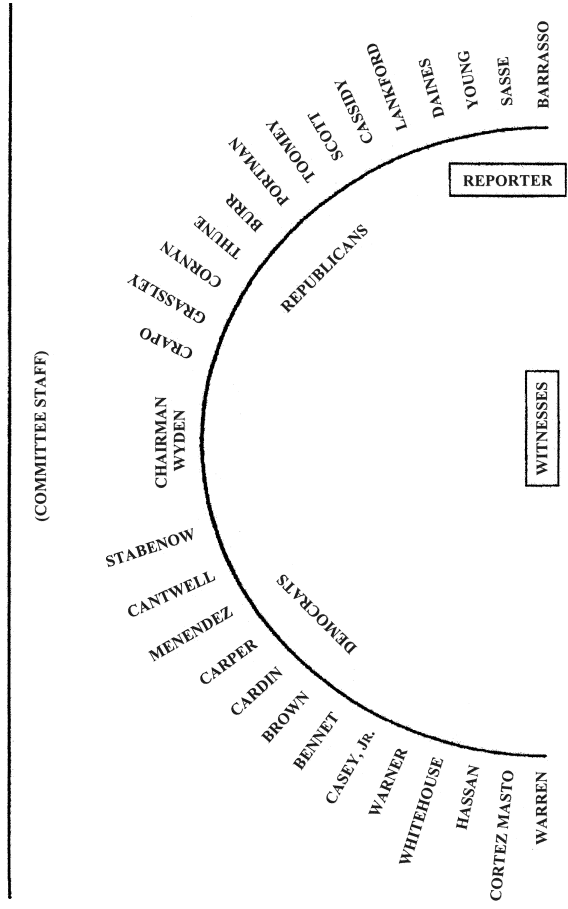 (COMMITTEE STAFF)
BARRASSO
SASSE
YOUNG
DAINES
LANKFORD
CASSIDY
SCOTT
TOOMEY
PORTMAN
BURR
THUNE
CORNYN
GRASSLEY
CRAPO
CHAIRMAN
WYDEN
STABENOW
CANTWELL
MENENDEZ
CARPER
CARDIN
BROWN
BENNET
CASEY, JR.
WARNER
WHITEHOUSE
HASSAN
CORTEZ MASTO
WARREN
REPUBLICANS
DEMOCRATS
REPORTER
WITNESSES